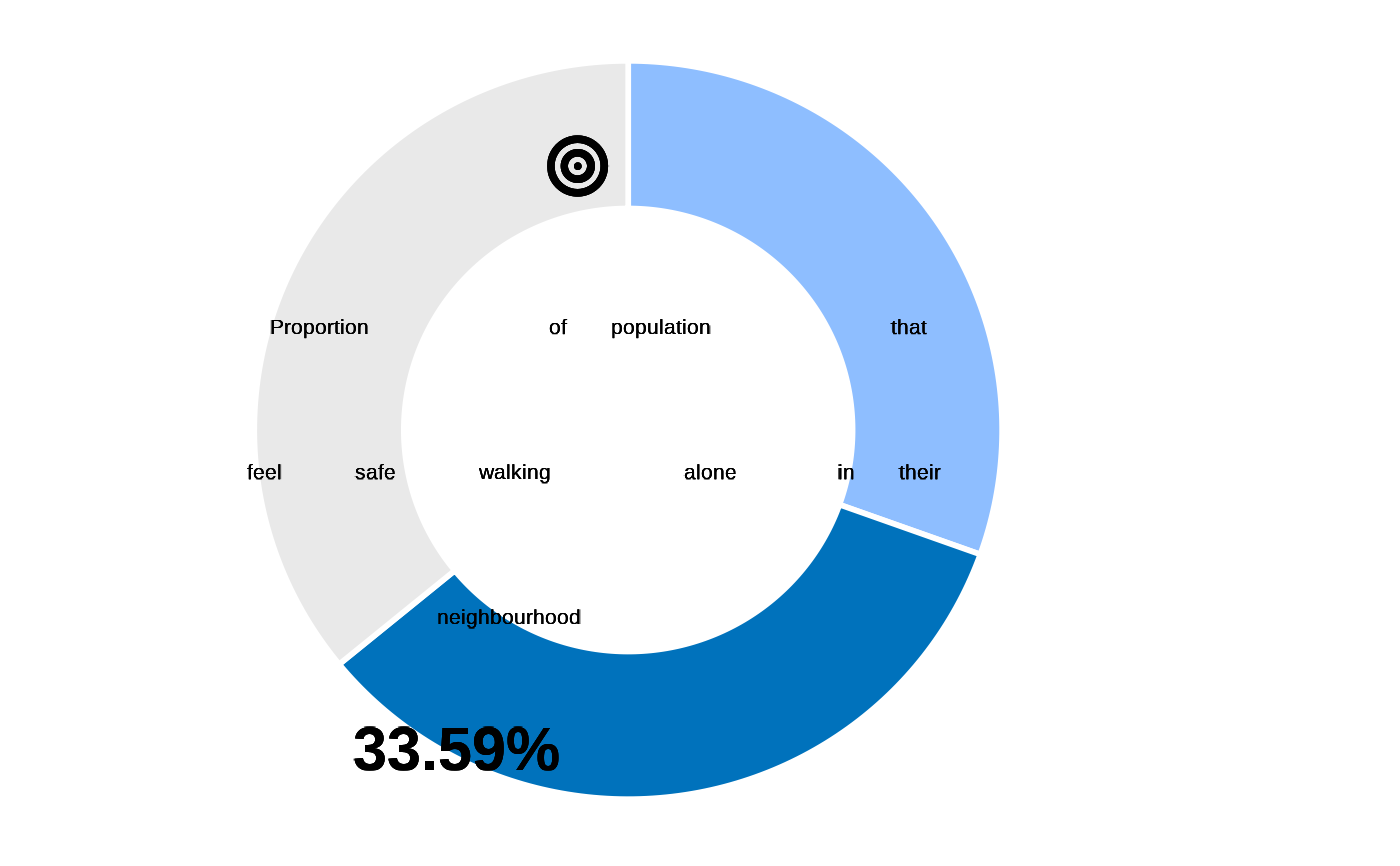 Proportion of population that
feel safe walking alone in their
neighbourhood
33.59%